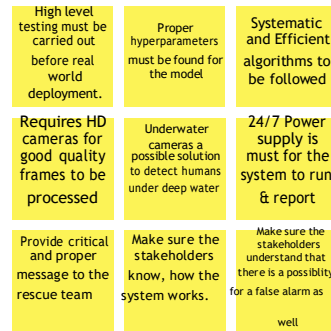 High level
testing must be
carried out
before real
world
deployment.
Proper
hyperparameters
must be found for
the model
Systematic
and Efficient
algorithms to
be followed
Requires HD
cameras for
good quality
frames to be
processed
Underwater
cameras a
possible solution
to detect humans
under deep water
24/7 Power
supply is
must for the
system to run
& report
Provide critical
and proper
message to the
rescue team
Make sure the
stakeholders
know, how the
system works.
Make sure the
stakeholders
understand that
there is a possiblity
for a false alarm as
well